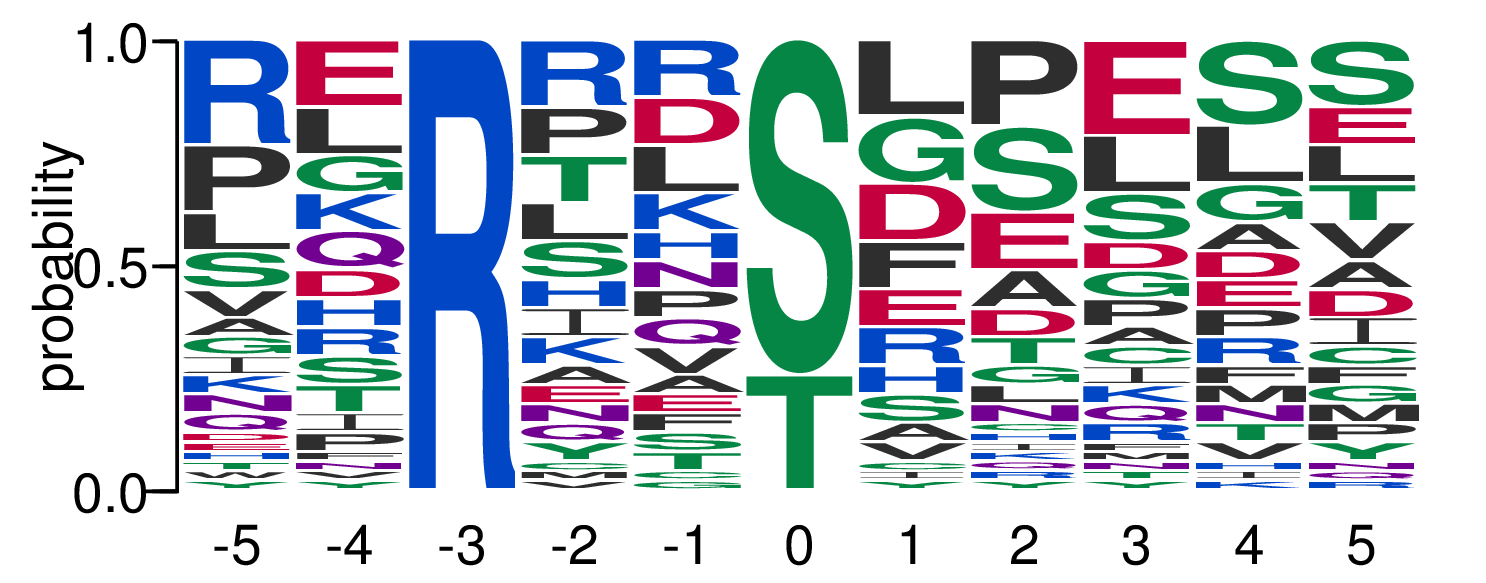 probability
1.0
0.5
0.0
R E R R R S L P E S S
P L P D T G S L L E
L G T L D E S G L
S K L K F A D A T
V Q S H E D G D V
A D H N R T P E A
G H I P H G A P D
I R K Q S L C R I
K S A V A N I F C
N T E A V G K M F
Q I N E C H Q N G
D P Q F Y I R T M
E F Y S K F V P
H N C T Q M H Y
T V M C R N K N
M Y V T Q
Y R
-5 -4 -3 -2 -1 0 1 2 3 4 5